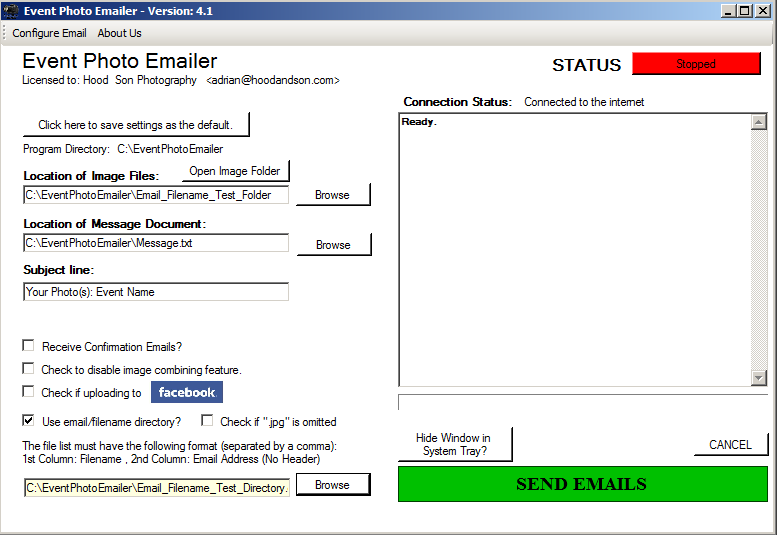 Event Photo Emailer - Version: 4.1
Configure Email About Us
Event Photo Emailer
Licensed to: Hood Son Photography <adrian@hoodandson.com>
STATUS Stopped
Connection Status: Connected to the internet
Ready.
Click here to save settings as the default.
Program Directory: C:\EventPhotoEmailer
Location of Image Files: Open Image Folder
C:\EventPhotoEmailer\Email_Filename_Test_Folder Browse
Location of Message Document:
C:\EventPhotoEmailer\Message.txt Browse
Subject line:
Your Photo(s): Event Name
Receive Confirmation Emails?
Check to disable image combining feature.
Check if uploading to facebook
Use email/filename directory? Check if ".jpg" is omitted
The file list must have the following format (separated by a comma):
1st Column: Filename , 2nd Column: Email Address (No Header)
C:\EventPhotoEmailer\Email_Filename_Test_Directory. Browse
Hide Window in
System Tray?
CANCEL
SEND EMAILS